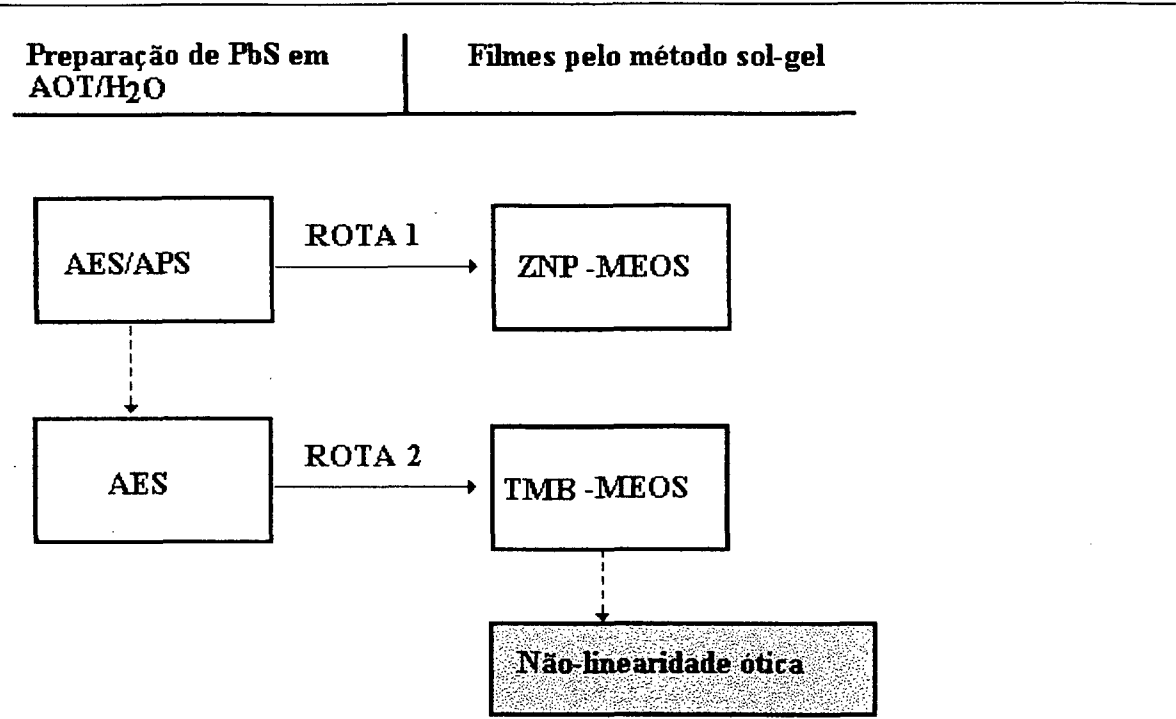 Preparação de PbS em
AOT/H2O
Filmes pelo método sol-gel
AES/APS
ROTA 1
ZNP -MEOS
AES
ROTA 2
TMB -MEOS
Não-linearidade ótica